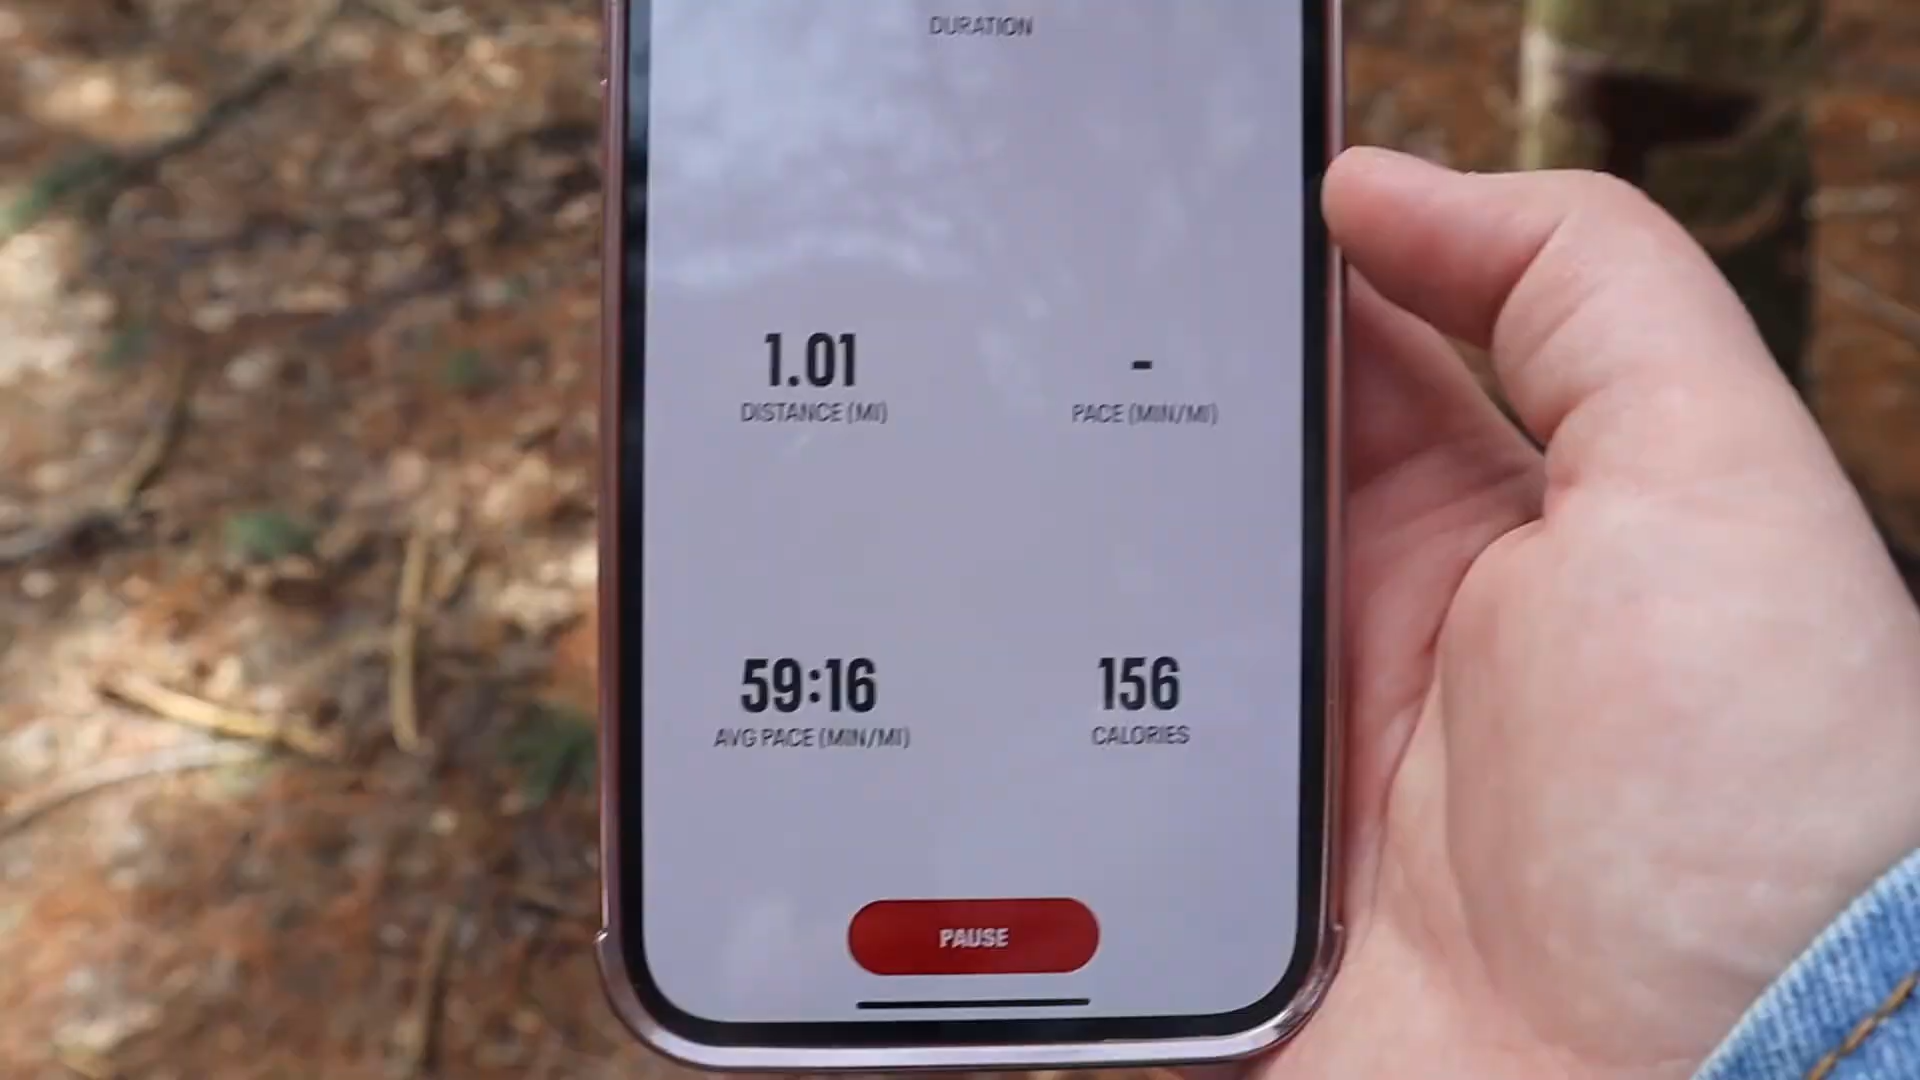 DURATION
1.01
-
DISTANCE (MI)
PACE (MIN/MI)
59:16
156
AVG PACE (MIN/MI)
CALORIES
PAUSE